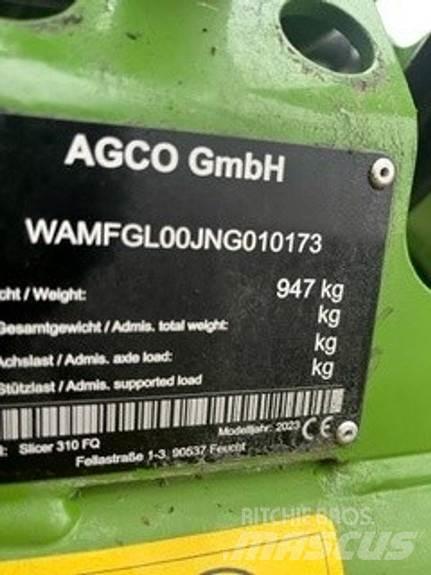 AGCO GmbH
WAMFGL00JNG010173
cht / Weight: 947 kg
Gesamtgewicht / Admis. total weight: kg
Achslast / Admis. axle load: kg
Stützlast / Admis. supported load kg
Modelljahr: 2023 CE
Slicer 310 FQ
Fellastraße 1-3, 90537 Feucht
RITCHIE BROS.
MASCUS